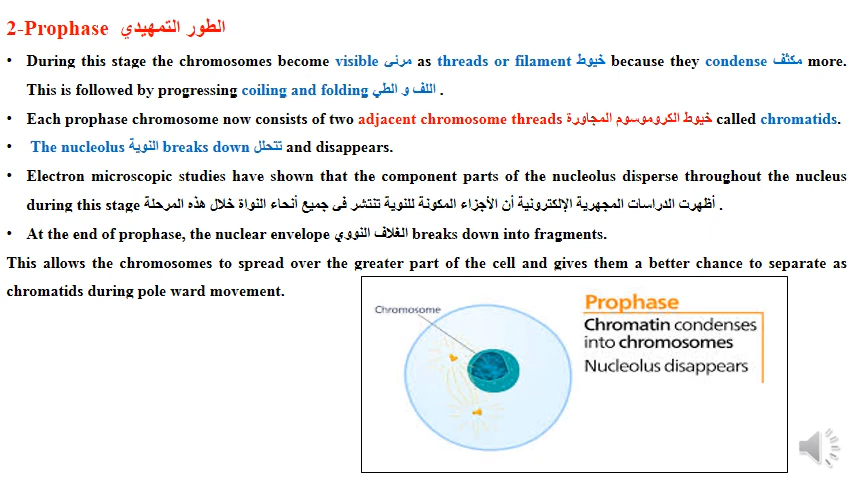 2-Prophase الطور التمهيدي
• During this stage the chromosomes become visible مرئى as threads or filament خيوط because they condense مكثف more.
This is followed by progressing coiling and folding اللف و الطي .
• Each prophase chromosome now consists of two adjacent chromosome threads خيوط الكروموسوم المجاورة called chromatids.
• The nucleolus النوية breaks down تتحلل and disappears.
• Electron microscopic studies have shown that the component parts of the nucleolus disperse throughout the nucleus
during this stage أظهرت الدراسات المجهرية الإلكترونية أن الأجزاء المكونة للنوية تنتشر في جميع أنحاء النواة خلال هذه المرحلة .
• At the end of prophase, the nuclear envelope الغلاف النووي breaks down into fragments.
This allows the chromosomes to spread over the greater part of the cell and gives them a better chance to separate as
chromatids during pole ward movement.
Chromosome
Prophase
Chromatin condenses
into chromosomes
Nucleolus disappears